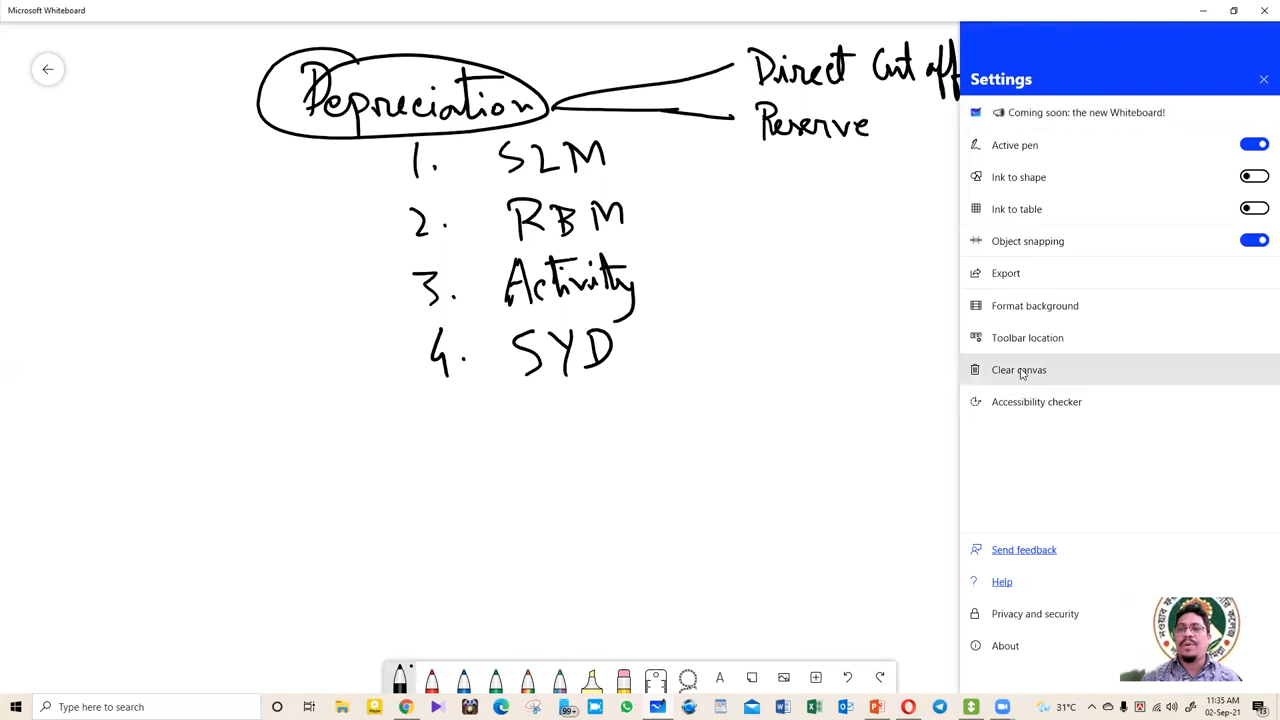 Microsoft Whiteboard
Depreciation
Direct Cut off
Reserve
1. SLM
2. RBM
3. Activity
4. SYD
Settings
Coming soon: the new Whiteboard!
Active pen
Ink to shape
Ink to table
Object snapping
Export
Format background
Toolbar location
Clear canvas
Accessibility checker
Send feedback
Help
Privacy and security
About
Type here to search
99+
31°C
11:35 AM
02-Sep-21